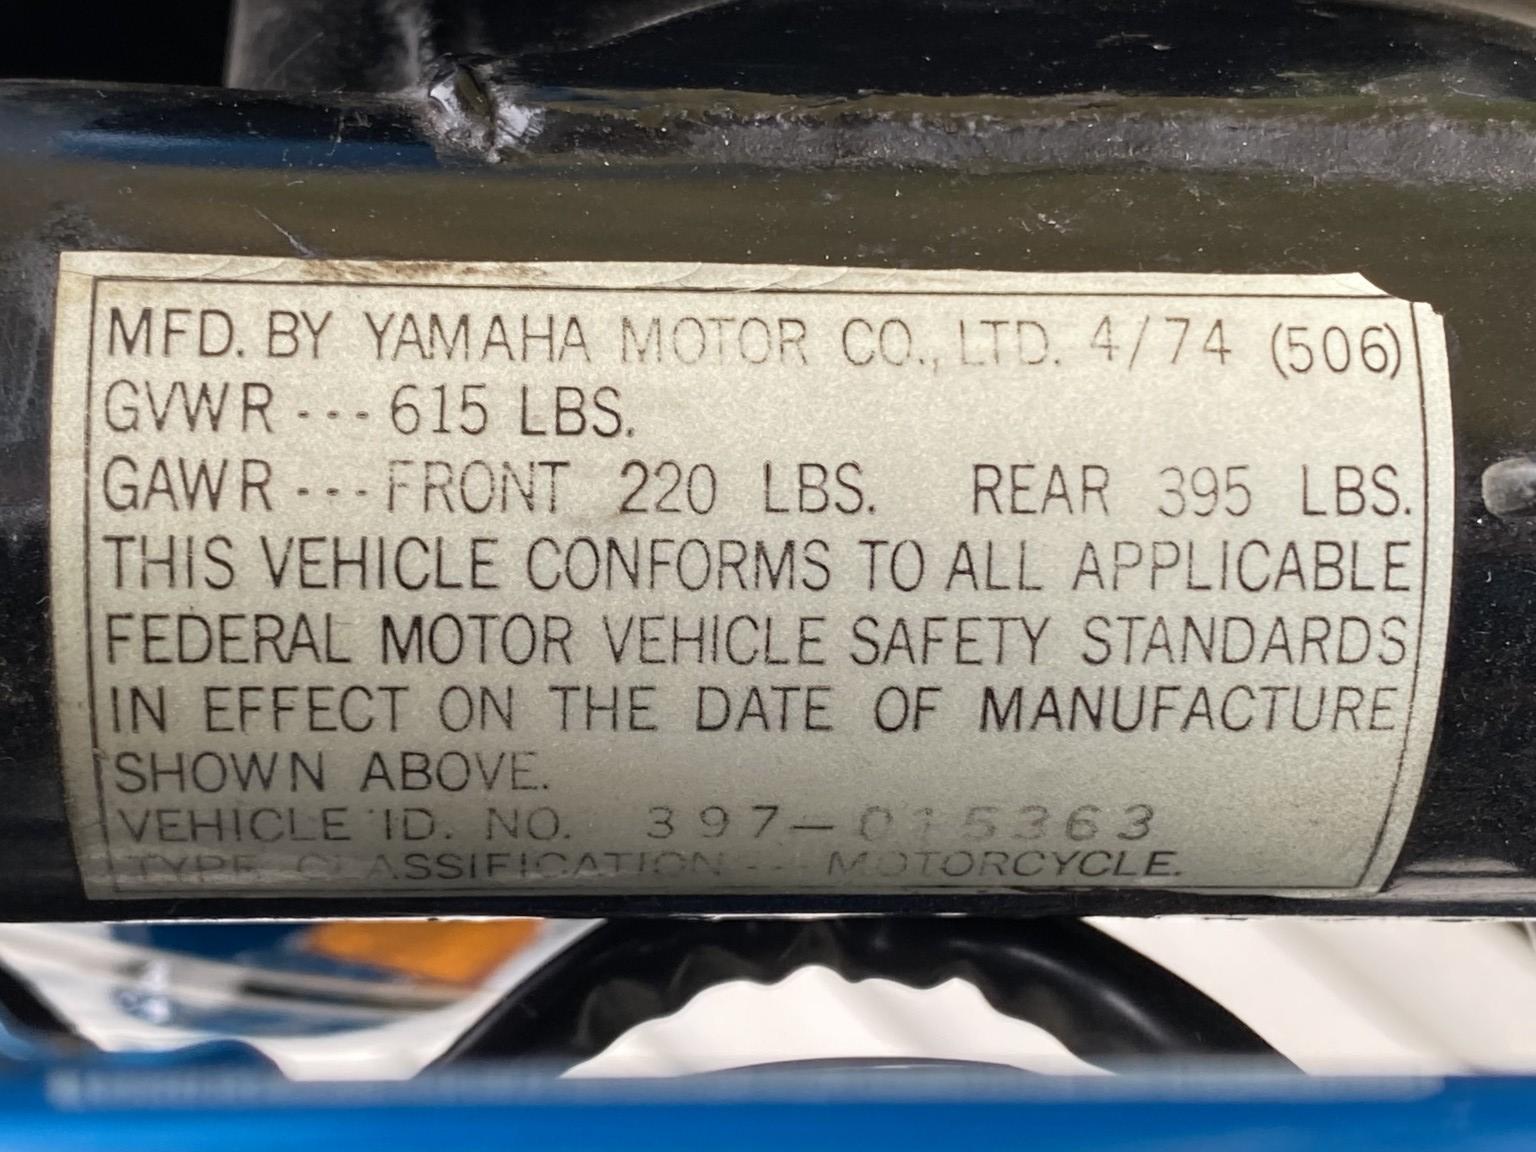 MFD. BY YAMAHA MOTOR CO., LTD. 4/74 (506)
GVWR --- 615 LBS.
GAWR --- FRONT 220 LBS. REAR 395 LBS.
THIS VEHICLE CONFORMS TO ALL APPLICABLE
FEDERAL MOTOR VEHICLE SAFETY STANDARDS
IN EFFECT ON THE DATE OF MANUFACTURE
SHOWN ABOVE.
VEHICLE ID. NO. 397-015363
TYPE CLASSIFICATION --- MOTORCYCLE.